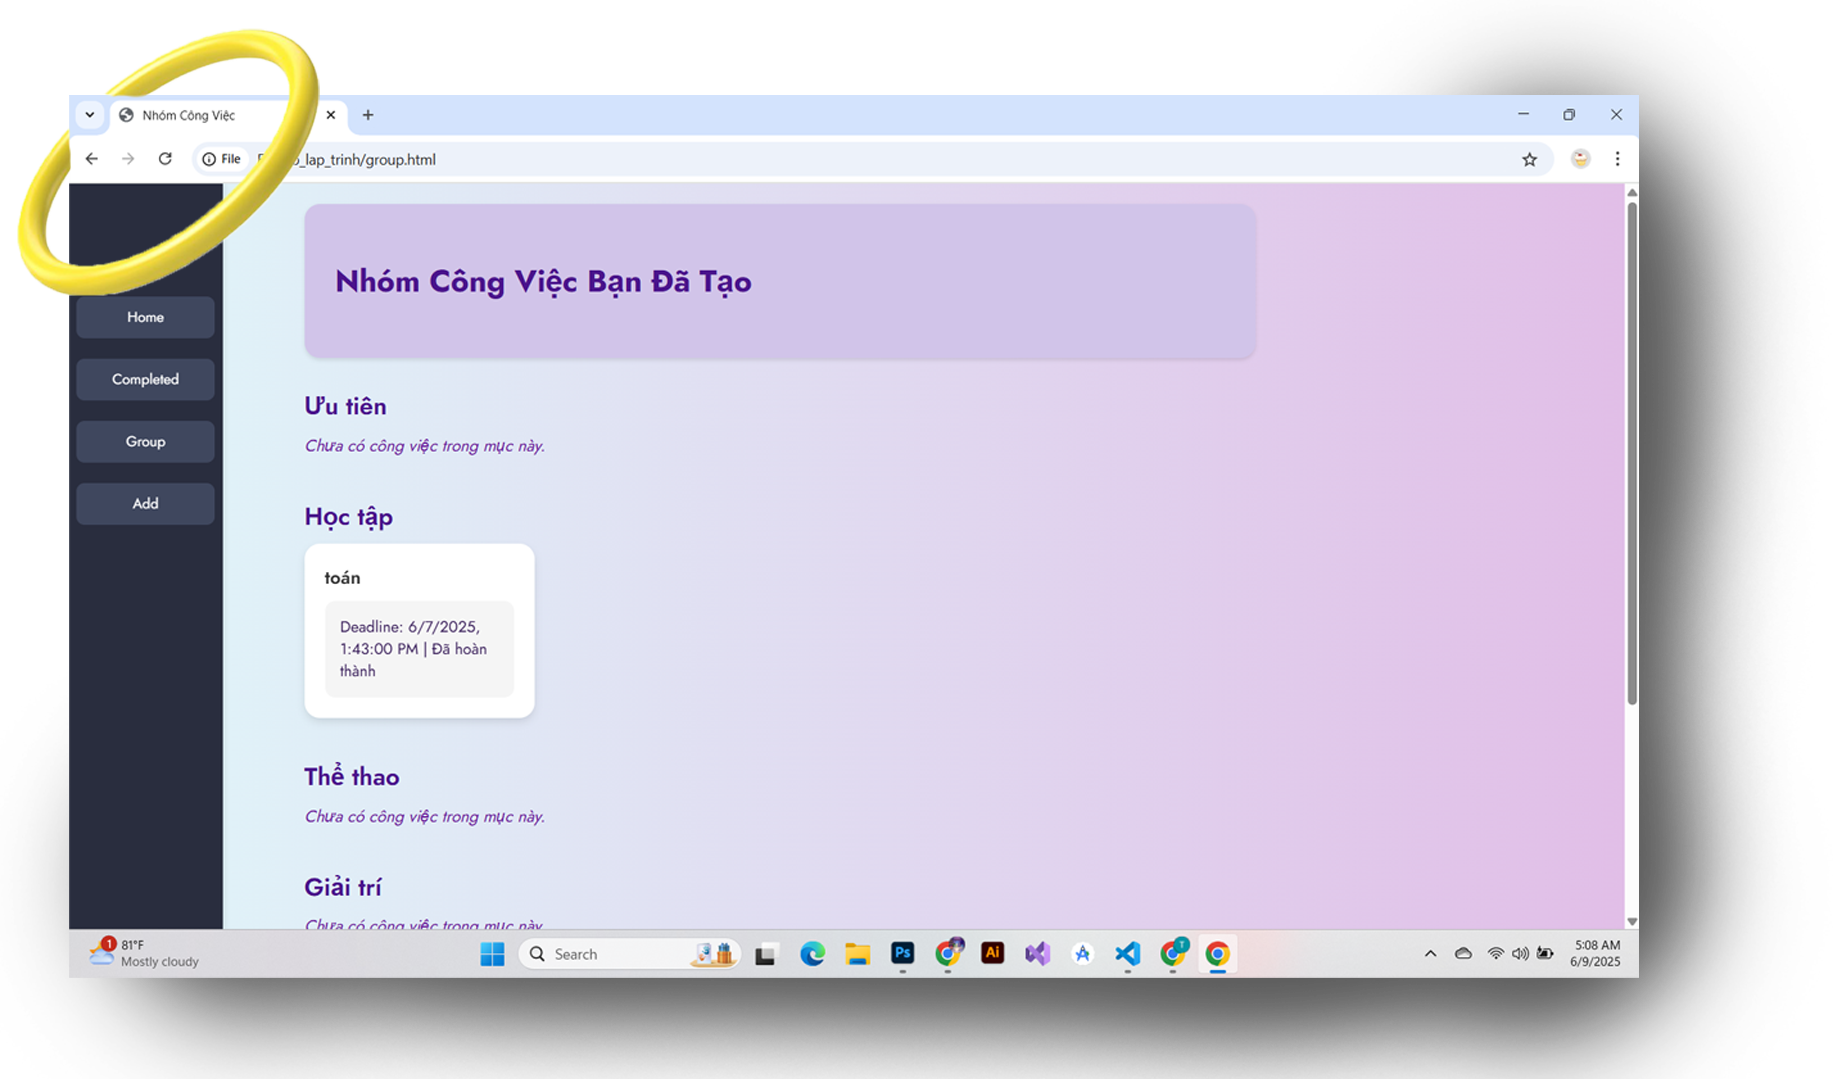 Nhóm Công Việc
File
_lap_trinh/group.html
Home
Completed
Group
Add
Nhóm Công Việc Bạn Đã Tạo
Ưu tiên
Chưa có công việc trong mục này.
Học tập
toán
Deadline: 6/7/2025,
1:43:00 PM | Đã hoàn
thành
Thể thao
Chưa có công việc trong mục này.
Giải trí
Chưa có công việc trong mục này.
1
81°F
Mostly cloudy
Search
Ps
Ai
T
5:08 AM
6/9/2025